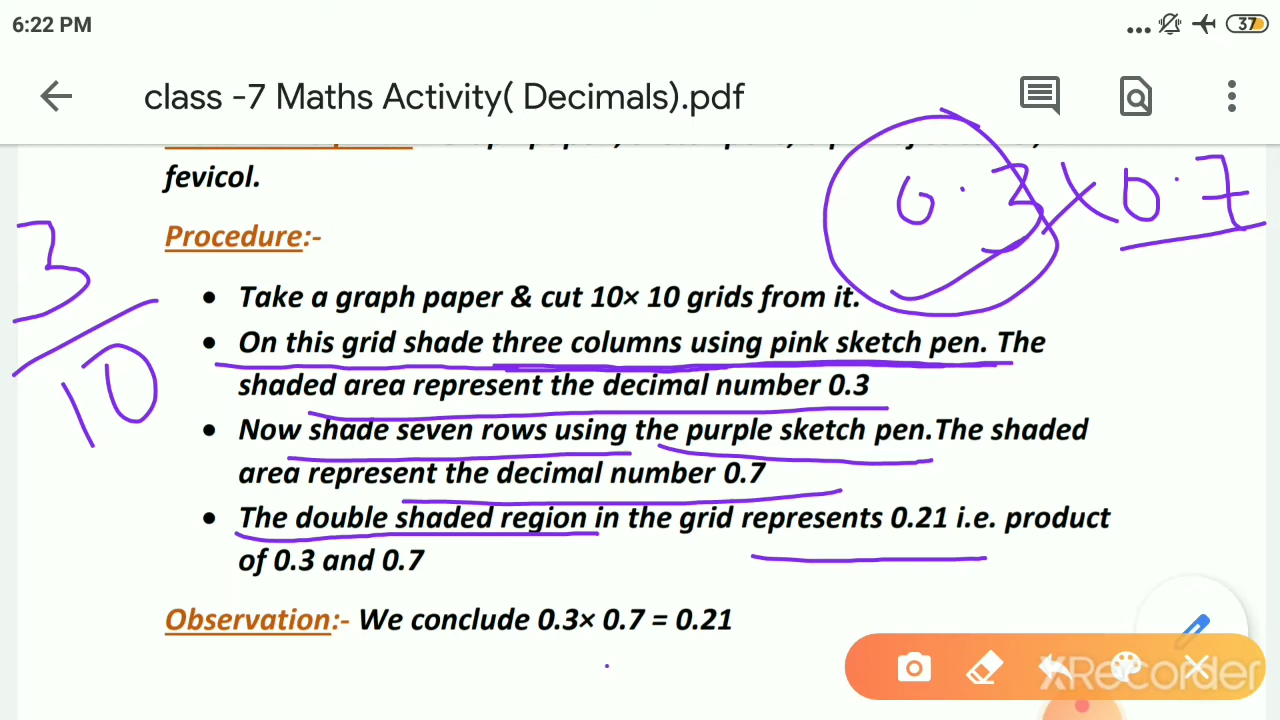 6:22 PM
37
class -7 Maths Activity( Decimals).pdf
fevicol.
0.3 × 0.7
Procedure:-
3
10
• Take a graph paper & cut 10× 10 grids from it.
• On this grid shade three columns using pink sketch pen. The
shaded area represent the decimal number 0.3
• Now shade seven rows using the purple sketch pen.The shaded
area represent the decimal number 0.7
• The double shaded region in the grid represents 0.21 i.e. product
of 0.3 and 0.7
Observation:- We conclude 0.3× 0.7 = 0.21
XRecorder